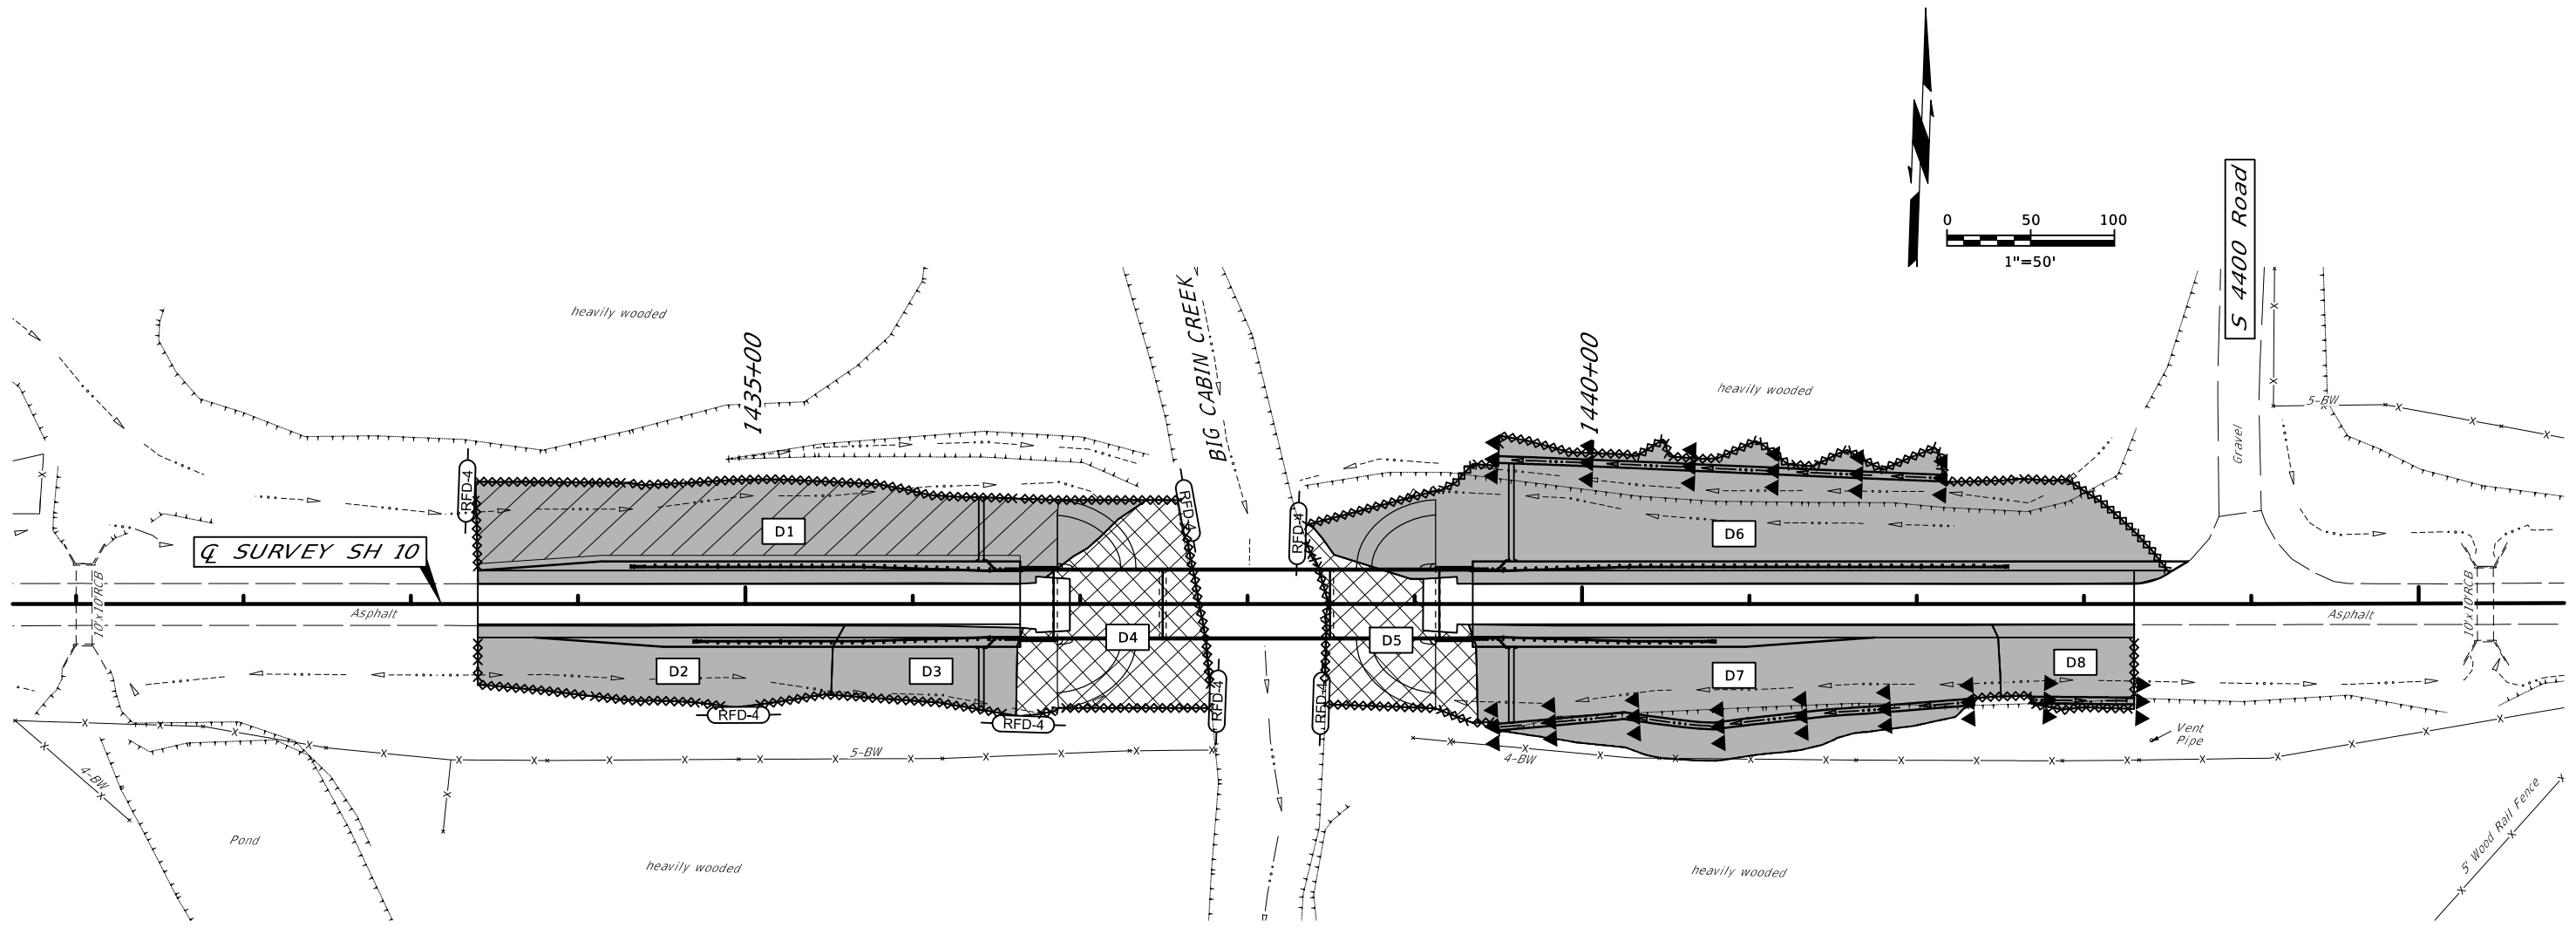 S 4400 Road
0 50 100
1"=50'
BIG CABIN CREEK
heavily wooded
1435+00
1440+00
heavily wooded
5-BW
Gravel
RFD-4
RFD-4
RFD-4
D1
D6
℄ SURVEY SH 10
10'x10'RCB
Asphalt
Asphalt
10'x10'RCB
D4
D5
D2
D3
D7
D8
RFD-4
RFD-4
RFD-4
RFD-4
Vent
Pipe
5-BW
4-BW
4-BW
Pond
heavily wooded
heavily wooded
5' Wood Rail Fence